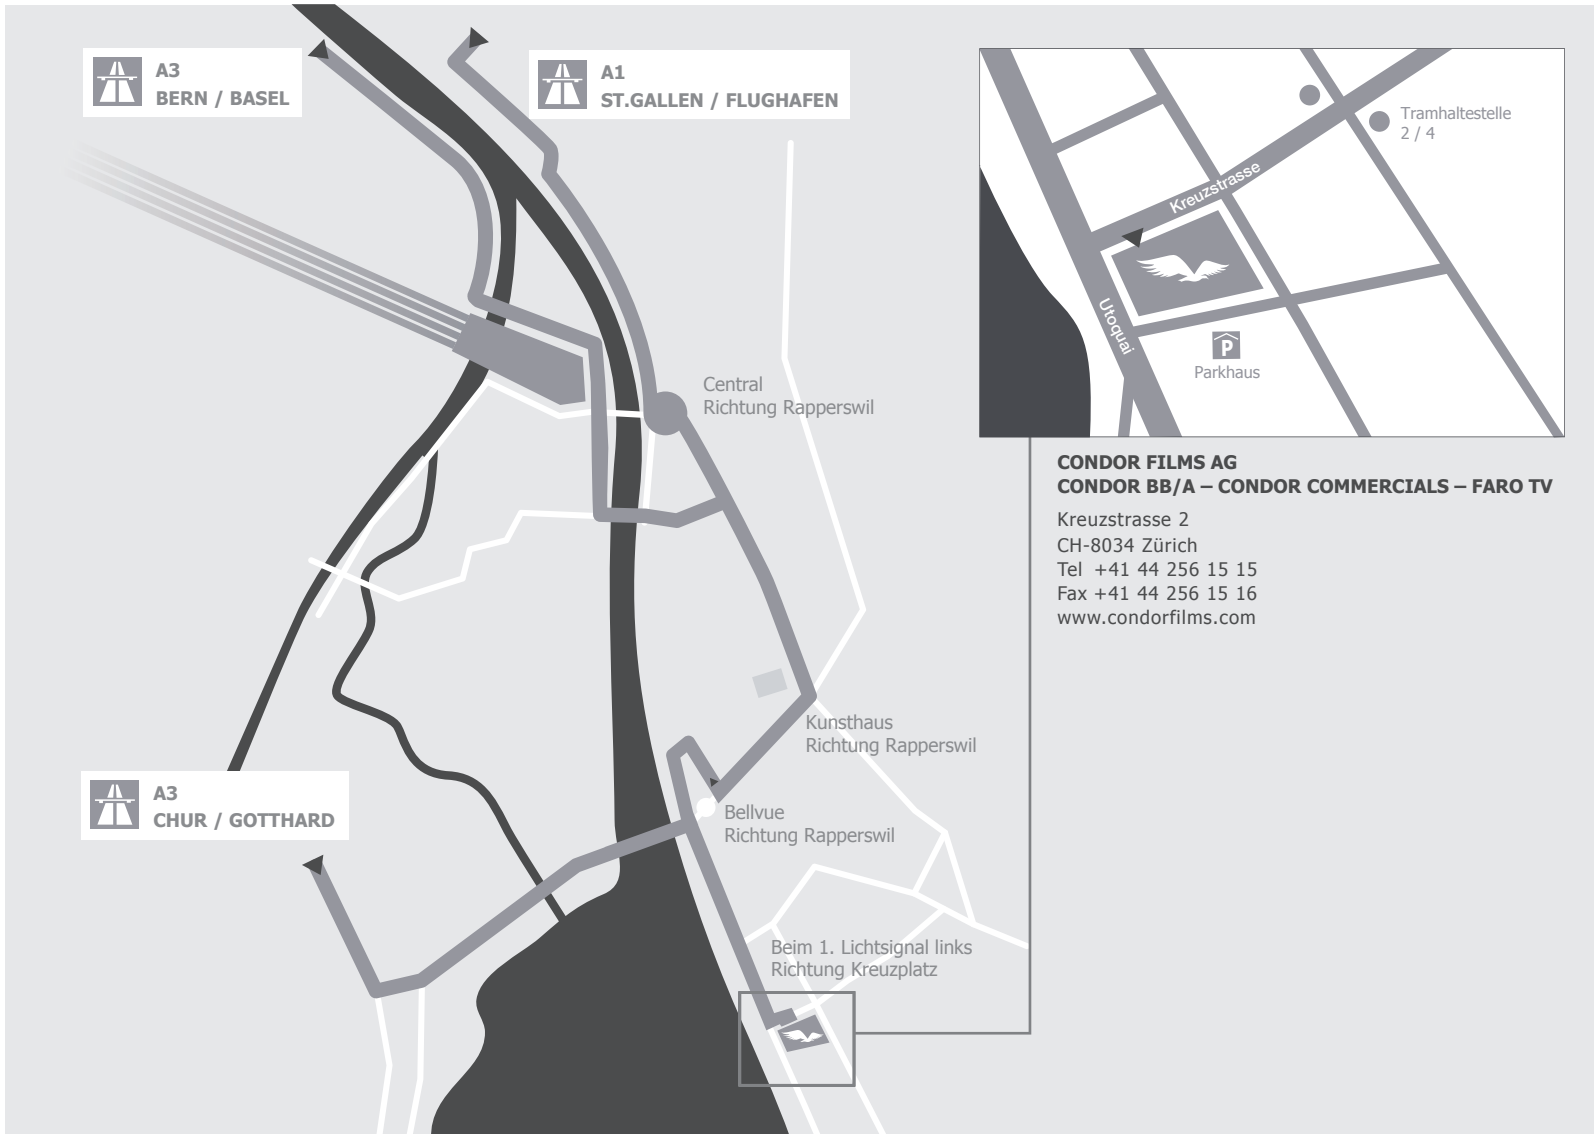 A3
BERN / BASEL
A1
ST.GALLEN / FLUGHAFEN
Tramhaltestelle
2 / 4
Kreuzstrasse
Utoquai
P
Parkhaus
Central
Richtung Rapperswil
CONDOR FILMS AG
CONDOR BB/A – CONDOR COMMERCIALS – FARO TV
Kreuzstrasse 2
CH-8034 Zürich
Tel +41 44 256 15 15
Fax +41 44 256 15 16
www.condorfilms.com
Kunsthaus
Richtung Rapperswil
A3
CHUR / GOTTHARD
Bellvue
Richtung Rapperswil
Beim 1. Lichtsignal links
Richtung Kreuzplatz